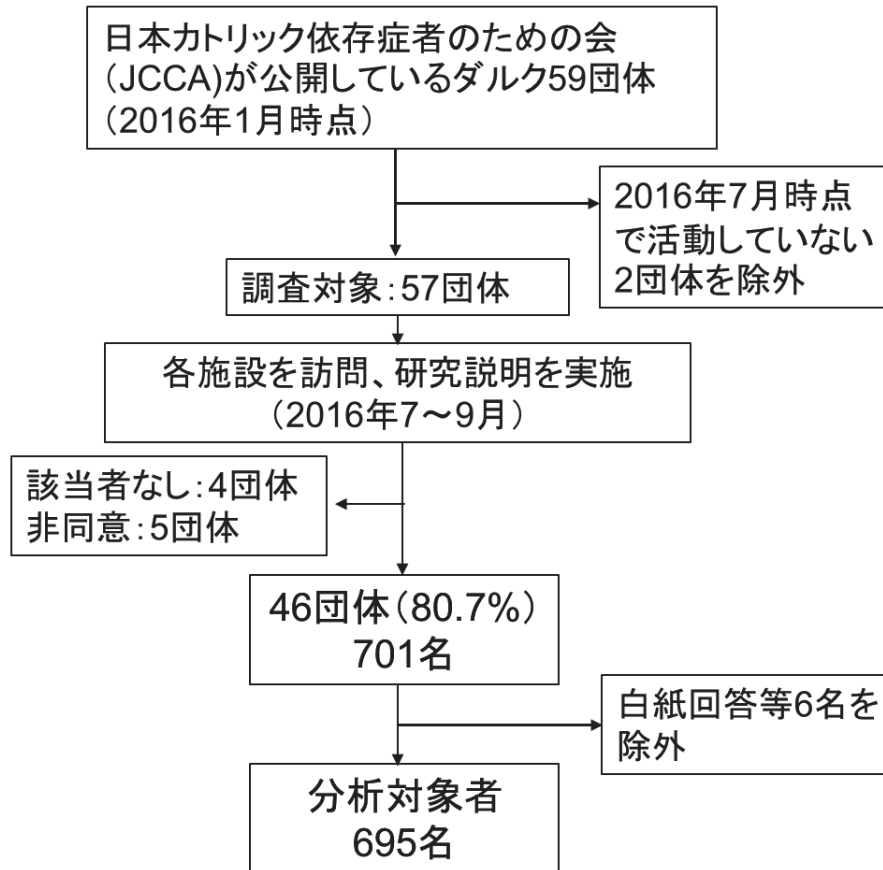 日本カトリック依存症者のための会
(JCCA)が公開しているダルク59団体
（2016年1月時点）
2016年7月時点
で活動していない
2団体を除外
調査対象：57団体
各施設を訪問、研究説明を実施
（2016年7～9月）
該当者なし：4団体
非同意：5団体
46団体（80.7%）
701名
白紙回答等6名を
除外
分析対象者
695名